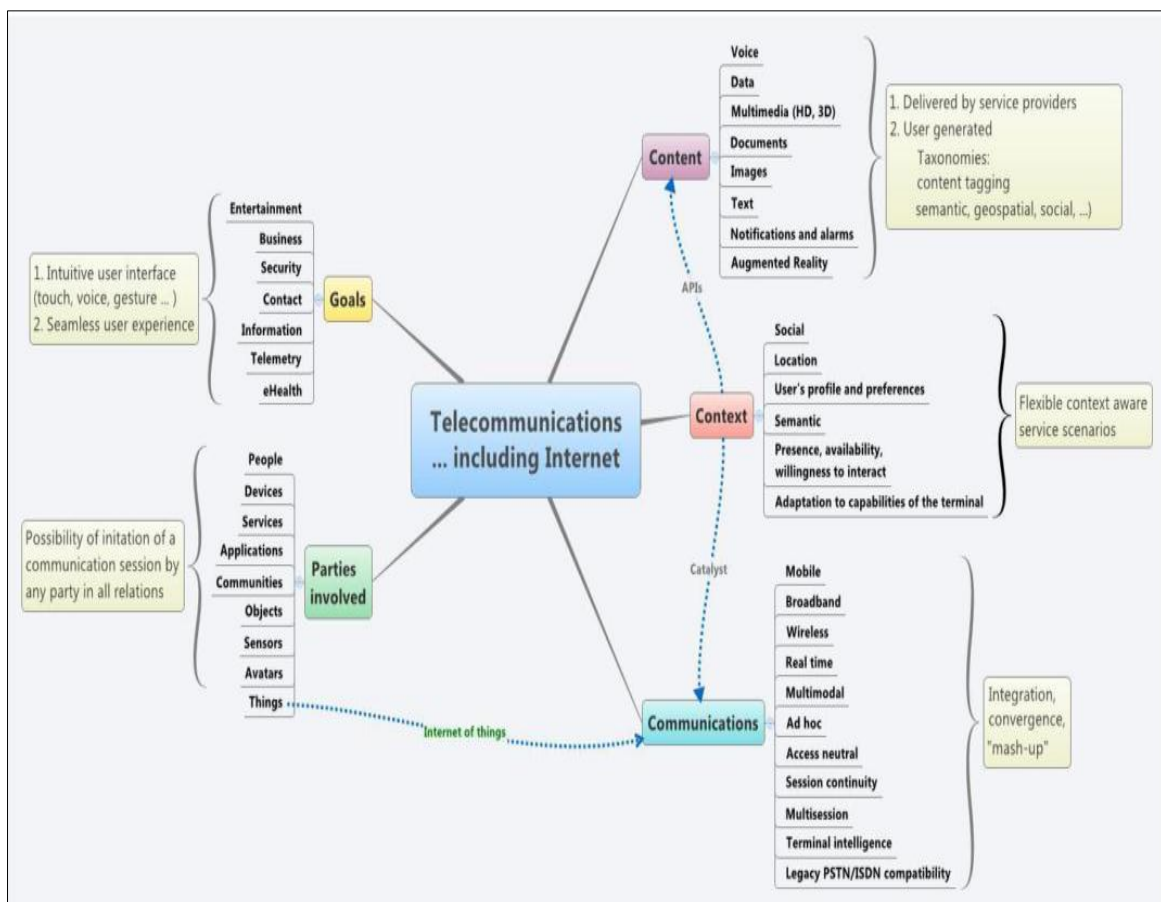 Telecommunications
... including Internet
Goals
Entertainment
Business
Security
Contact
Information
Telemetry
eHealth
1. Intuitive user interface
(touch, voice, gesture ... )
2. Seamless user experience
Parties
involved
People
Devices
Services
Applications
Communities
Objects
Sensors
Avatars
Things
Possibility of initation of a
communication session by
any party in all relations
Internet of things
Content
Voice
Data
Multimedia (HD, 3D)
Documents
Images
Text
Notifications and alarms
Augmented Reality
1. Delivered by service providers
2. User generated
Taxonomies:
content tagging
semantic, geospatial, social, ...)
APIs
Context
Social
Location
User's profile and preferences
Semantic
Presence, availability,
willingness to interact
Adaptation to capabilities of the terminal
Flexible context aware
service scenarios
Catalyst
Communications
Mobile
Broadband
Wireless
Real time
Multimodal
Ad hoc
Access neutral
Session continuity
Multisession
Terminal intelligence
Legacy PSTN/ISDN compatibility
Integration,
convergence,
"mash-up"